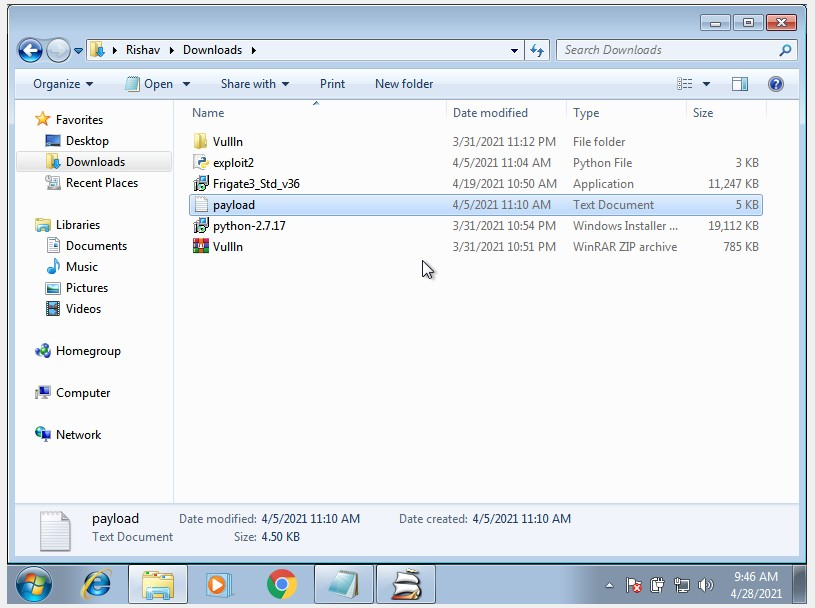 Rishav Downloads Search Downloads
Organize Open Share with Print New folder
Name Date modified Type Size
Favorites
Desktop
Downloads
Recent Places
Libraries
Documents
Music
Pictures
Videos
Homegroup
Computer
Network
Vullln 3/31/2021 11:12 PM File folder
exploit2 4/5/2021 11:04 AM Python File 3 KB
Frigate3_Std_v36 4/19/2021 10:50 AM Application 11,247 KB
payload 4/5/2021 11:10 AM Text Document 5 KB
python-2.7.17 3/31/2021 10:54 PM Windows Installer ... 19,112 KB
Vullln 3/31/2021 10:51 PM WinRAR ZIP archive 785 KB
payload Date modified: 4/5/2021 11:10 AM Date created: 4/5/2021 11:10 AM
Text Document Size: 4.50 KB
9:46 AM
4/28/2021